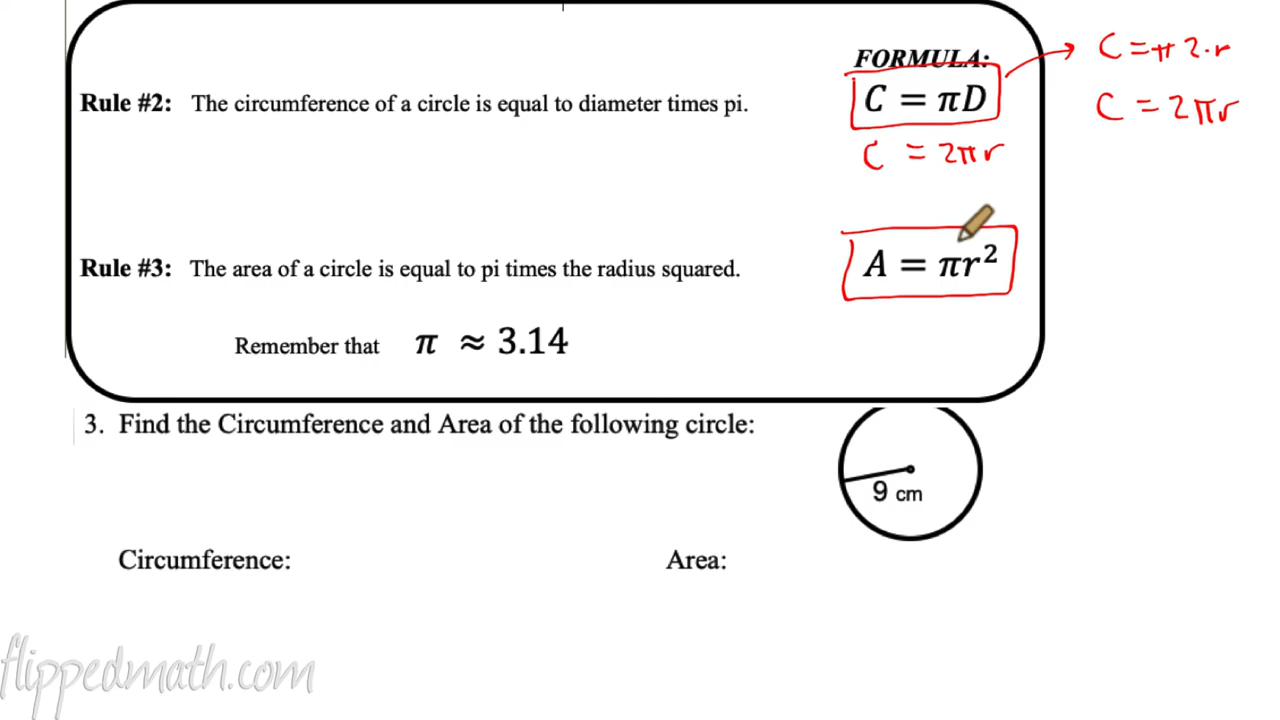 FORMULA:
C = π2·r
Rule #2: The circumference of a circle is equal to diameter times pi.
C = πD
C = 2πr
C = 2πr
Rule #3: The area of a circle is equal to pi times the radius squared.
A = πr²
Remember that π ≈ 3.14
3. Find the Circumference and Area of the following circle:
9 cm
Circumference:
Area:
flippedmath.com